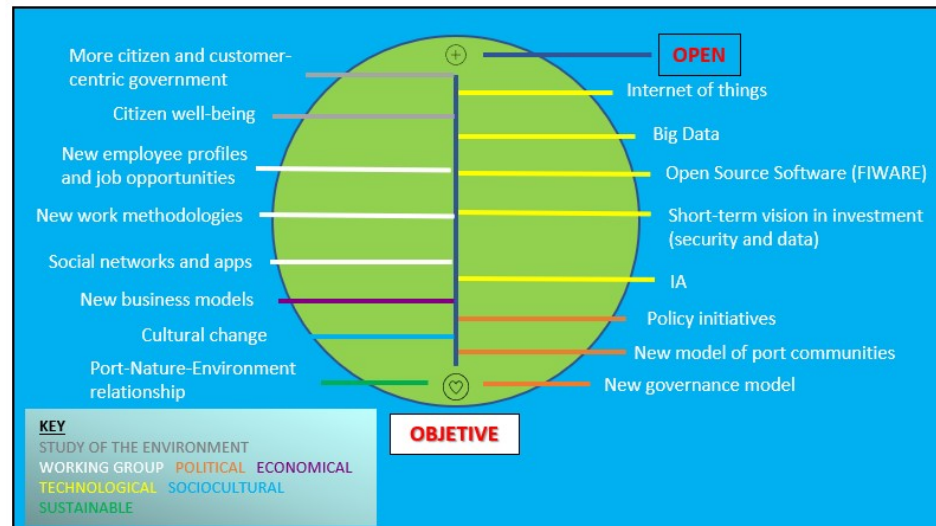 More citizen and customer-
centric government
Citizen well-being
New employee profiles
and job opportunities
New work methodologies
Social networks and apps
New business models
Cultural change
Port-Nature-Environment
relationship
OPEN
Internet of things
Big Data
Open Source Software (FIWARE)
Short-term vision in investment
(security and data)
IA
Policy initiatives
New model of port communities
New governance model
OBJETIVE
KEY
STUDY OF THE ENVIRONMENT
WORKING GROUP POLITICAL ECONOMICAL
TECHNOLOGICAL SOCIOCULTURAL
SUSTAINABLE